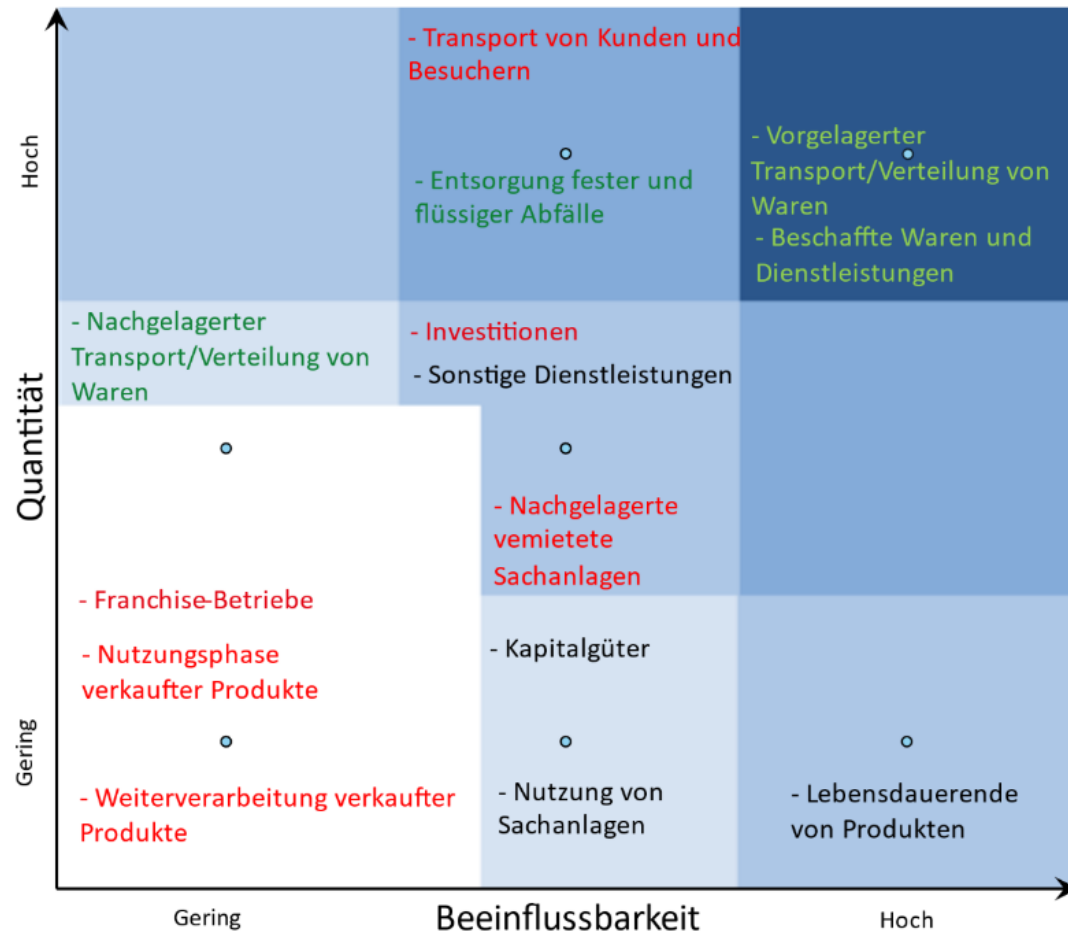 - Transport von Kunden und
Besuchern
Hoch
- Vorgelagerter
Transport/Verteilung von
Waren
- Entsorgung fester und
flüssiger Abfälle
- Beschaffte Waren und
Dienstleistungen
- Nachgelagerter
Transport/Verteilung von
Waren
- Investitionen
- Sonstige Dienstleistungen
Quantität
- Nachgelagerte
vemietete
Sachanlagen
- Franchise-Betriebe
- Nutzungsphase
verkaufter Produkte
- Kapitalgüter
Gering
- Weiterverarbeitung verkaufter
Produkte
- Nutzung von
Sachanlagen
- Lebensdauerende
von Produkten
Gering
Beeinflussbarkeit
Hoch